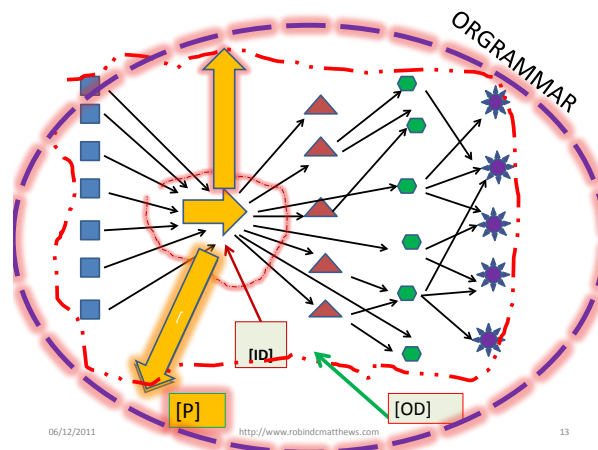 ORGRAMMAR
[ID]
[P]
[OD]
06/12/2011
http://www.robindcmatthews.com
13